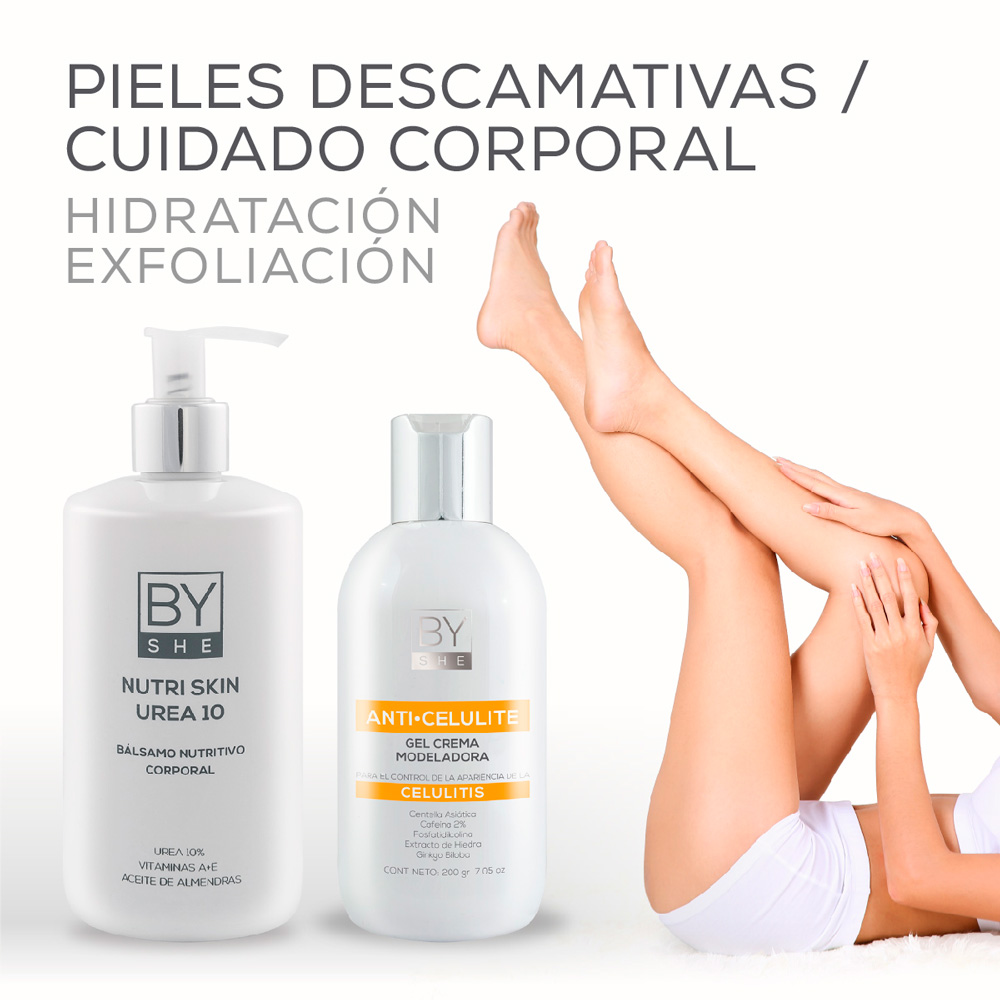 PIELES DESCAMATIVAS /
CUIDADO CORPORAL
HIDRATACIÓN
EXFOLIACIÓN
BY
SHE
NUTRI SKIN
UREA 10
BÁLSAMO NUTRITIVO
CORPORAL
UREA 10%
VITAMINAS A+E
ACEITE DE ALMENDRAS
BY
SHE
ANTI•CELULITE
GEL CREMA
MODELADORA
PARA EL CONTROL DE LA APARIENCIA DE LA
CELULITIS
Centella Asiática
Cafeína 2%
Fosfatidilcolina
Extracto de Hiedra
Ginkgo Biloba
CONT NETO: 200 gr 7.05 oz